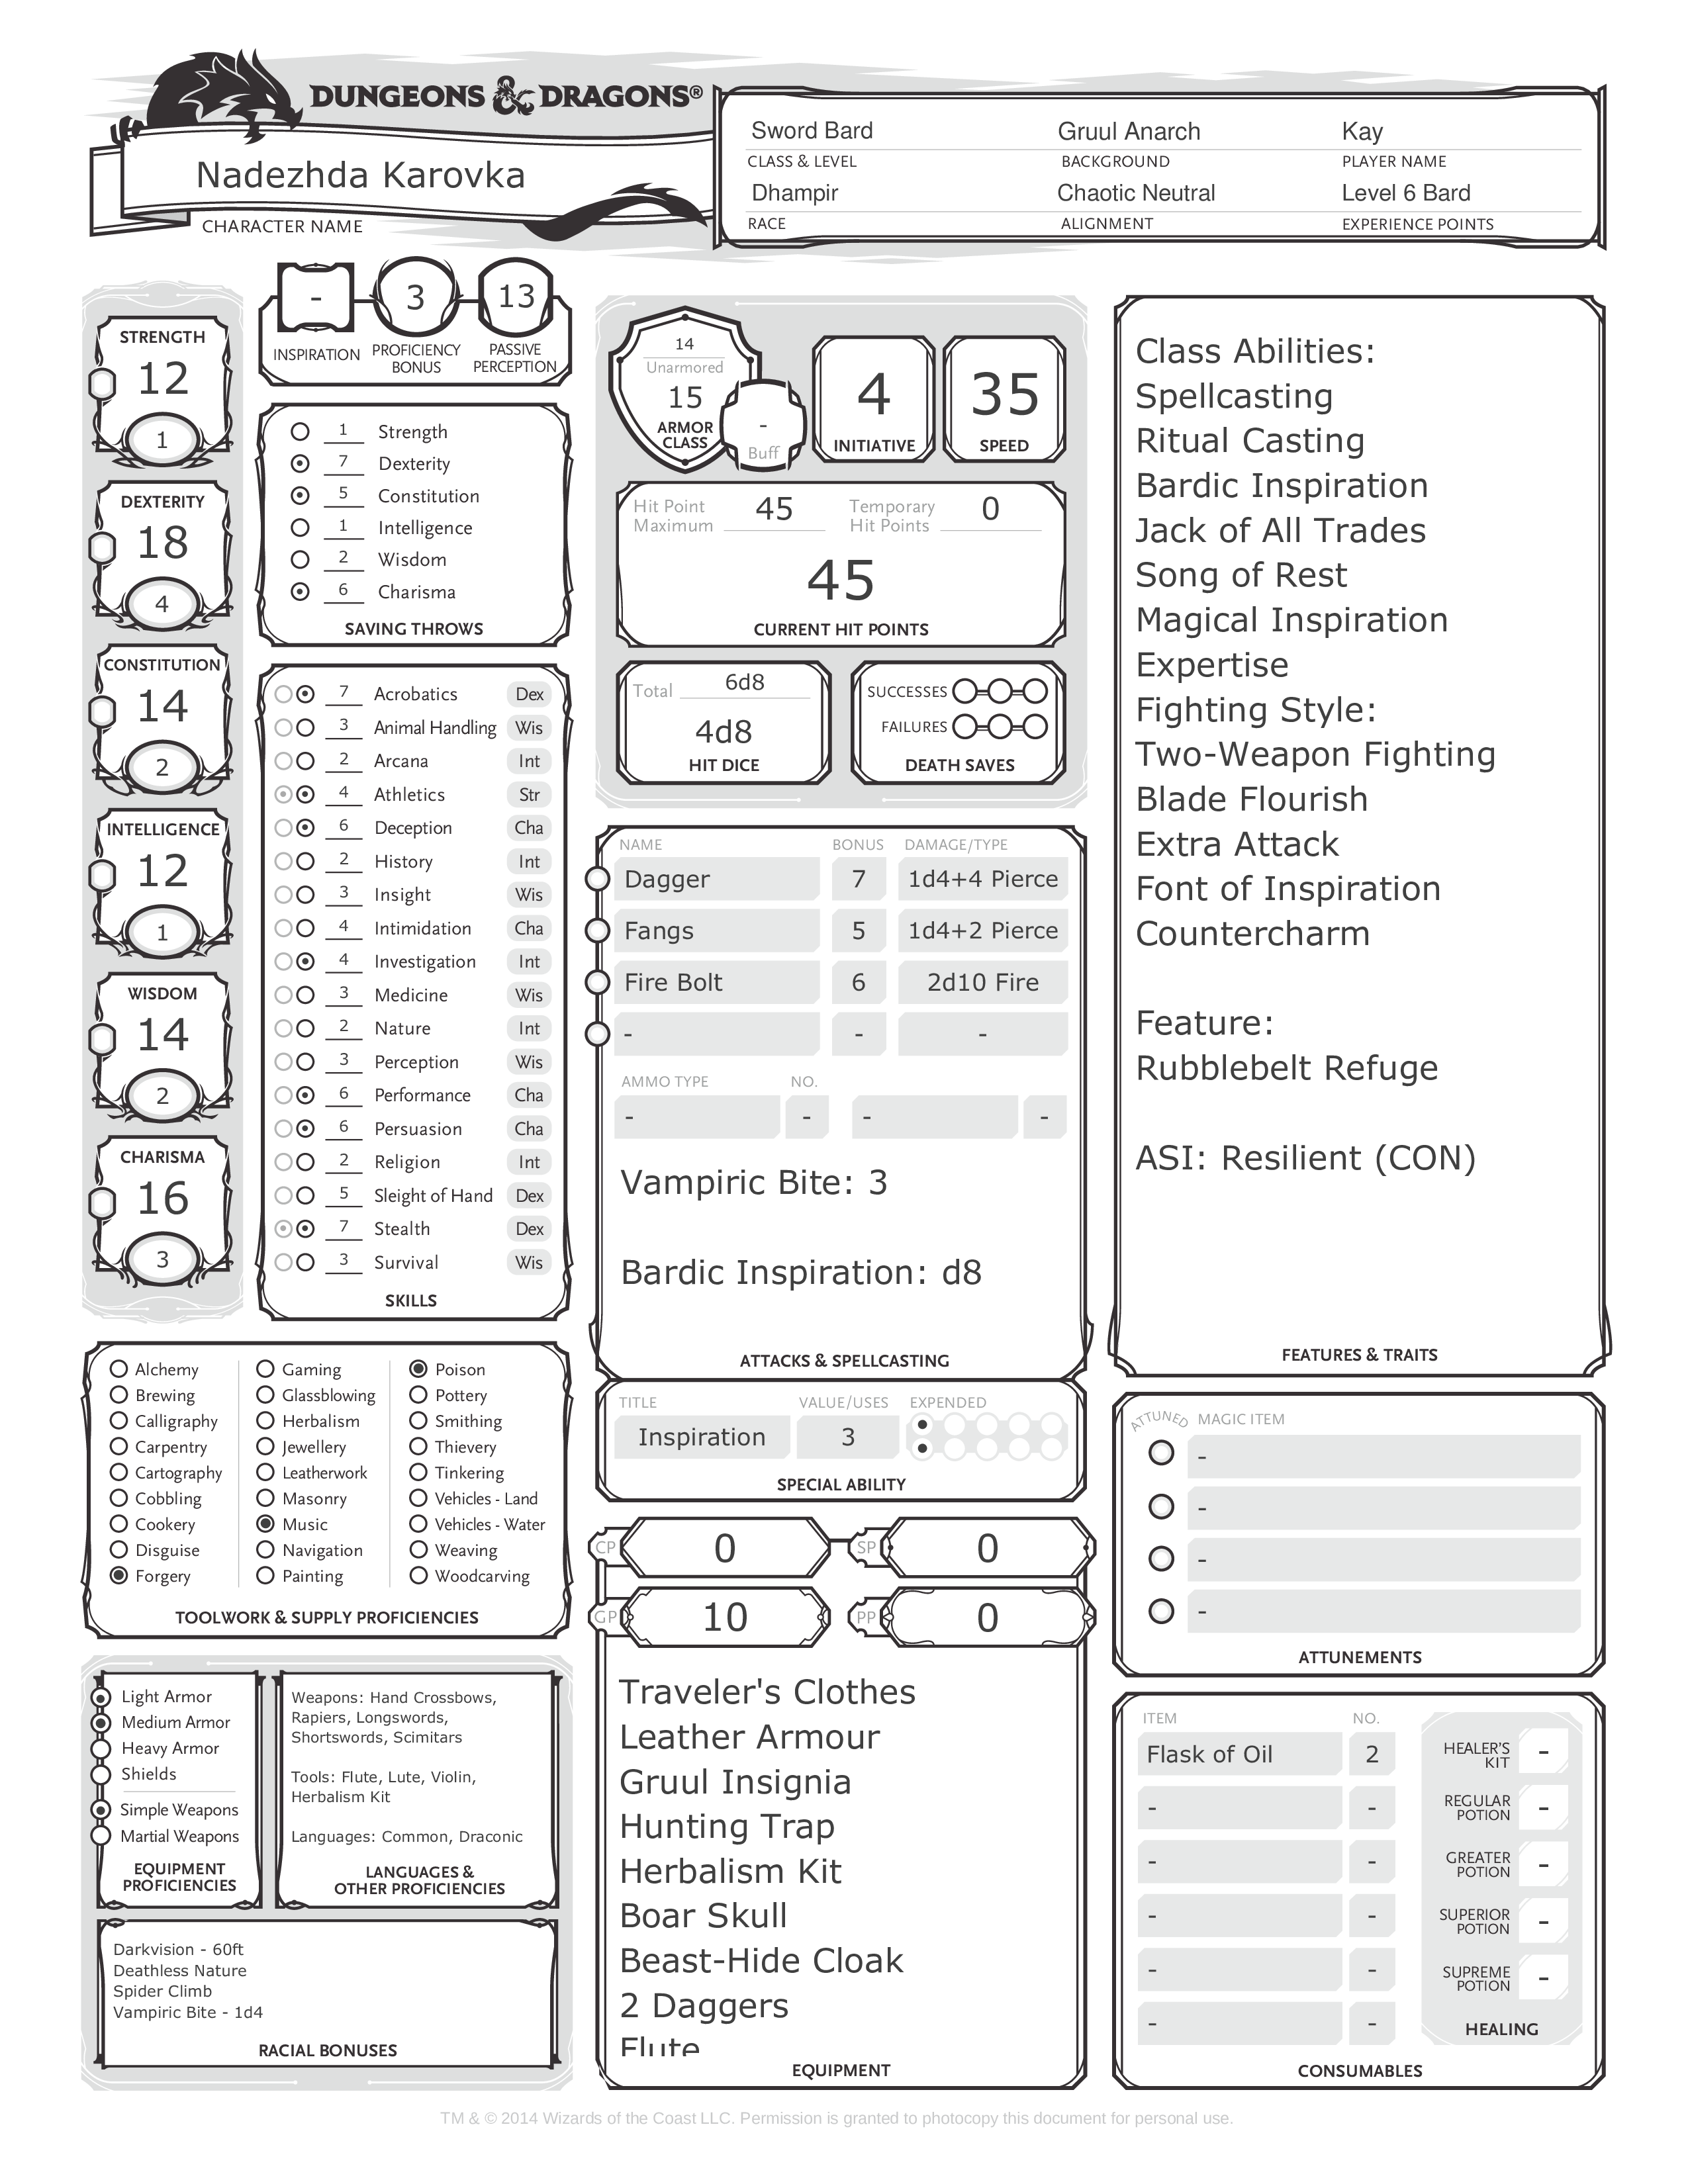 DUNGEONS & DRAGONS®
Nadezhda Karovka
CHARACTER NAME
Sword Bard Gruul Anarch Kay
CLASS & LEVEL BACKGROUND PLAYER NAME
Dhampir Chaotic Neutral Level 6 Bard
RACE ALIGNMENT EXPERIENCE POINTS
STRENGTH
12
1
DEXTERITY
18
4
CONSTITUTION
14
2
INTELLIGENCE
12
1
WISDOM
14
2
CHARISMA
16
3
- 3 13
INSPIRATION PROFICIENCY BONUS PASSIVE PERCEPTION
1 Strength
7 Dexterity
5 Constitution
1 Intelligence
2 Wisdom
6 Charisma
SAVING THROWS
7 Acrobatics Dex
3 Animal Handling Wis
2 Arcana Int
4 Athletics Str
6 Deception Cha
2 History Int
3 Insight Wis
4 Intimidation Cha
4 Investigation Int
3 Medicine Wis
2 Nature Int
3 Perception Wis
6 Performance Cha
6 Persuasion Cha
2 Religion Int
5 Sleight of Hand Dex
7 Stealth Dex
3 Survival Wis
SKILLS
Alchemy Gaming Poison
Brewing Glassblowing Pottery
Calligraphy Herbalism Smithing
Carpentry Jewellery Thievery
Cartography Leatherwork Tinkering
Cobbling Masonry Vehicles - Land
Cookery Music Vehicles - Water
Disguise Navigation Weaving
Forgery Painting Woodcarving
TOOLWORK & SUPPLY PROFICIENCIES
Light Armor
Medium Armor
Heavy Armor
Shields
Simple Weapons
Martial Weapons
EQUIPMENT
PROFICIENCIES
Weapons: Hand Crossbows,
Rapiers, Longswords,
Shortswords, Scimitars
Tools: Flute, Lute, Violin,
Herbalism Kit
Languages: Common, Draconic
LANGUAGES &
OTHER PROFICIENCIES
Darkvision - 60ft
Deathless Nature
Spider Climb
Vampiric Bite - 1d4
RACIAL BONUSES
14
Unarmored
15
ARMOR
CLASS
-
Buff
4
INITIATIVE
35
SPEED
Hit Point
Maximum 45
Temporary
Hit Points 0
45
CURRENT HIT POINTS
Total 6d8
4d8
HIT DICE
SUCCESSES
FAILURES
DEATH SAVES
NAME BONUS DAMAGE/TYPE
Dagger 7 1d4+4 Pierce
Fangs 5 1d4+2 Pierce
Fire Bolt 6 2d10 Fire
- - -
AMMO TYPE NO.
- - - -
Vampiric Bite: 3
Bardic Inspiration: d8
ATTACKS & SPELLCASTING
TITLE VALUE/USES EXPENDED
Inspiration 3
SPECIAL ABILITY
CP 0 SP 0
GP 10 PP 0
Traveler's Clothes
Leather Armour
Gruul Insignia
Hunting Trap
Herbalism Kit
Boar Skull
Beast-Hide Cloak
2 Daggers
Flute
EQUIPMENT
Class Abilities:
Spellcasting
Ritual Casting
Bardic Inspiration
Jack of All Trades
Song of Rest
Magical Inspiration
Expertise
Fighting Style:
Two-Weapon Fighting
Blade Flourish
Extra Attack
Font of Inspiration
Countercharm
Feature:
Rubblebelt Refuge
ASI: Resilient (CON)
FEATURES & TRAITS
ATTUNED MAGIC ITEM
-
-
-
-
ATTUNEMENTS
ITEM NO.
Flask of Oil 2
- -
- -
- -
- -
- -
HEALER'S
KIT -
REGULAR
POTION -
GREATER
POTION -
SUPERIOR
POTION -
SUPREME
POTION -
HEALING
CONSUMABLES
TM & © 2014 Wizards of the Coast LLC. Permission is granted to photocopy this document for personal use.